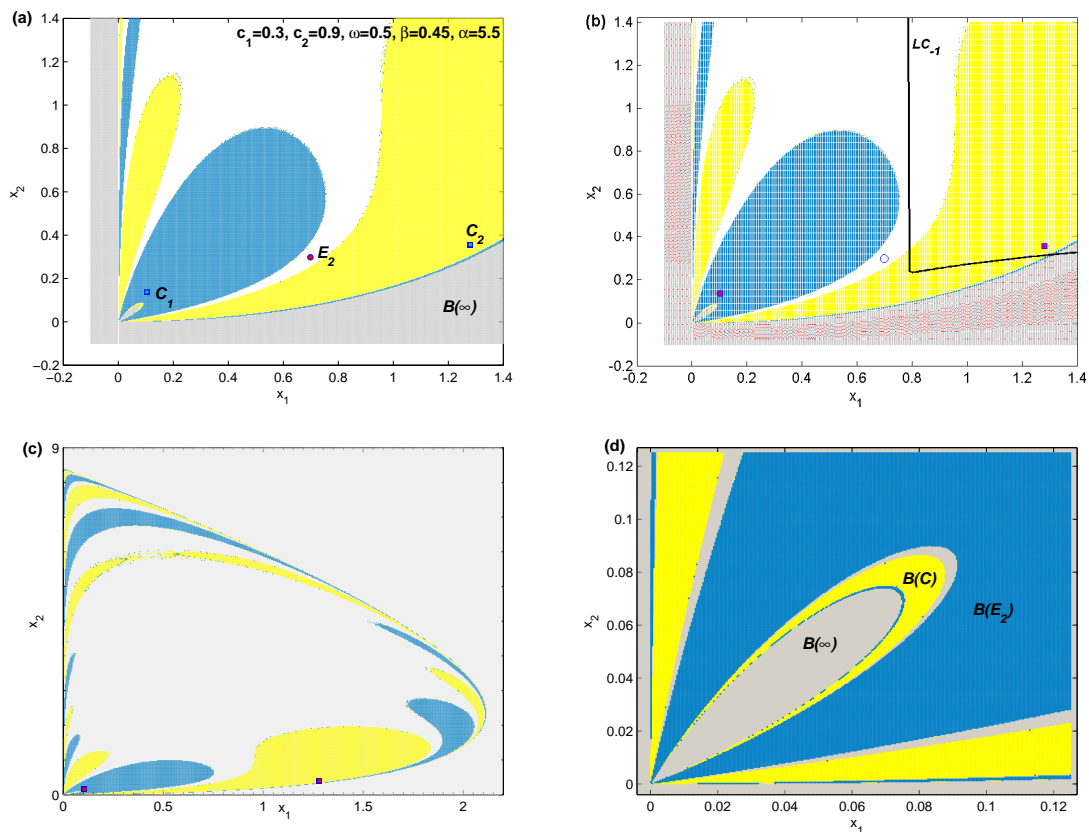 (a)
c1=0.3, c2=0.9, ω=0.5, β=0.45, α=5.5
1.4
1.2
1
0.8
0.6
0.4
0.2
0
−0.2
x2
C1
E2
C2
B(∞)
−0.2 0 0.2 0.4 0.6 0.8 1 1.2 1.4
x1
(b)
LC-1
1.4
1.2
1
0.8
0.6
0.4
0.2
0
-0.2
x2
-0.2 0 0.2 0.4 0.6 0.8 1 1.2 1.4
x1
(c)
9
x2
0
0 0.5 1 1.5 2
x1
(d)
0.12
0.1
0.08
0.06
0.04
0.02
0
x2
B(C)
B(∞)
B(E2)
0 0.02 0.04 0.06 0.08 0.1 0.12
x1